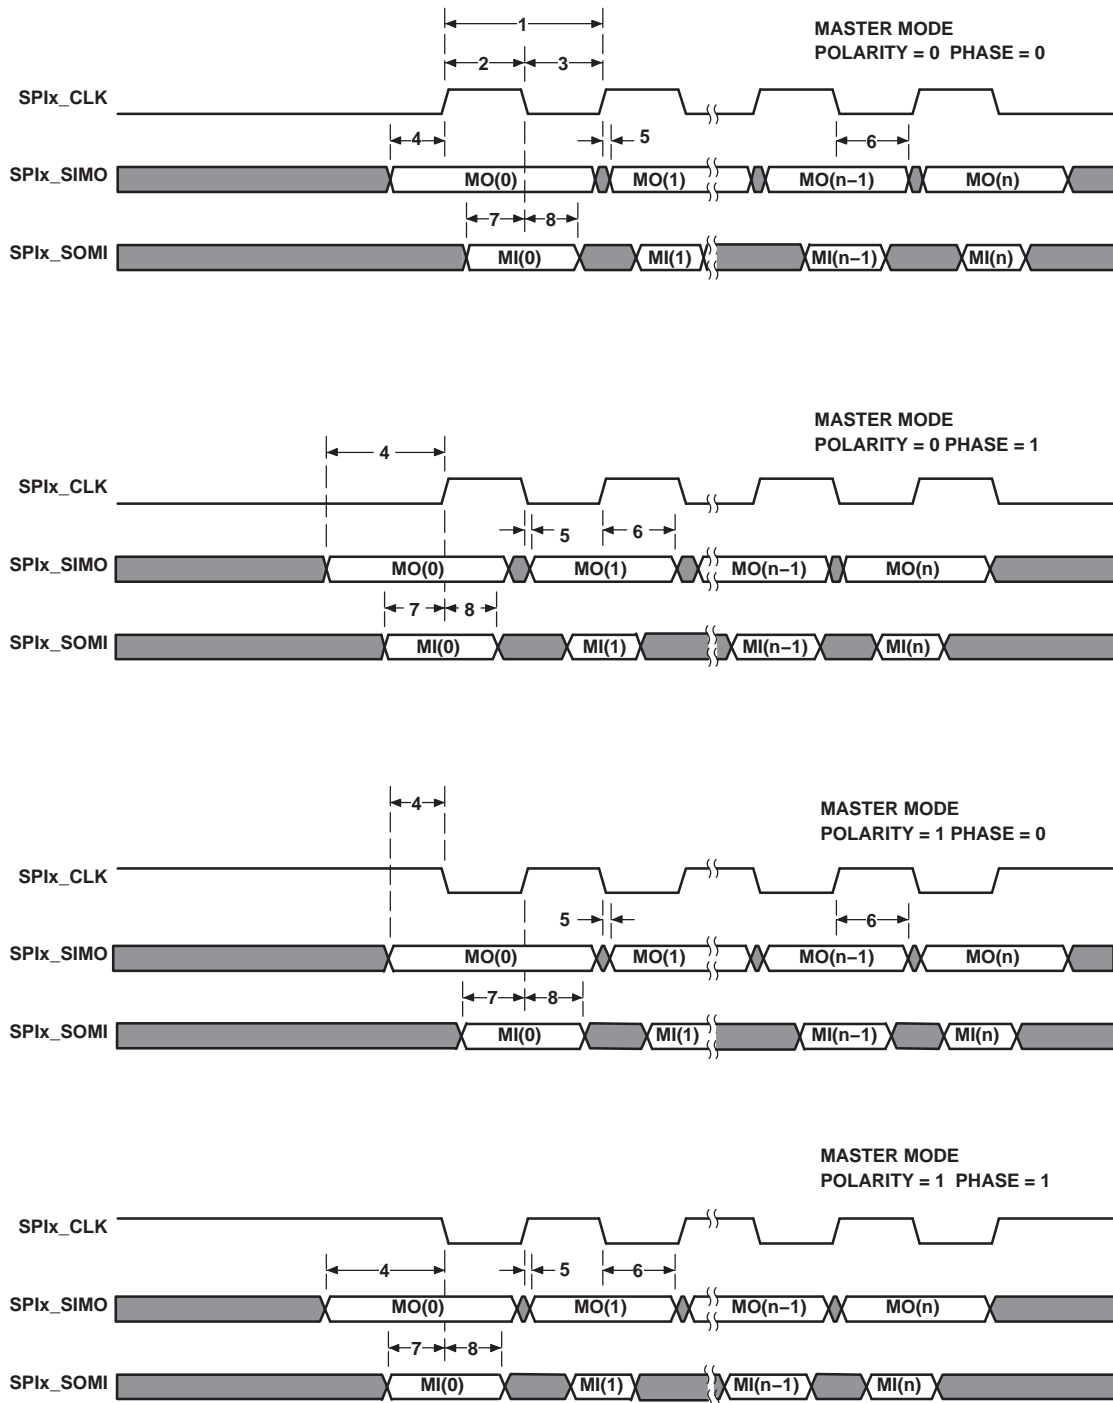 1
MASTER MODE
POLARITY = 0 PHASE = 0
2 3
SPIx_CLK
4 5 6
SPIx_SIMO MO(0) MO(1) MO(n−1) MO(n)
7 8
SPIx_SOMI MI(0) MI(1) MI(n−1) MI(n)
MASTER MODE
POLARITY = 0 PHASE = 1
4
SPIx_CLK
5 6
SPIx_SIMO MO(0) MO(1) MO(n−1) MO(n)
7 8
SPIx_SOMI MI(0) MI(1) MI(n−1) MI(n)
4
MASTER MODE
POLARITY = 1 PHASE = 0
SPIx_CLK
5 6
SPIx_SIMO MO(0) MO(1) MO(n−1) MO(n)
7 8
SPIx_SOMI MI(0) MI(1) MI(n−1) MI(n)
MASTER MODE
POLARITY = 1 PHASE = 1
SPIx_CLK
4 5 6
SPIx_SIMO MO(0) MO(1) MO(n−1) MO(n)
7 8
SPIx_SOMI MI(0) MI(1) MI(n−1) MI(n)